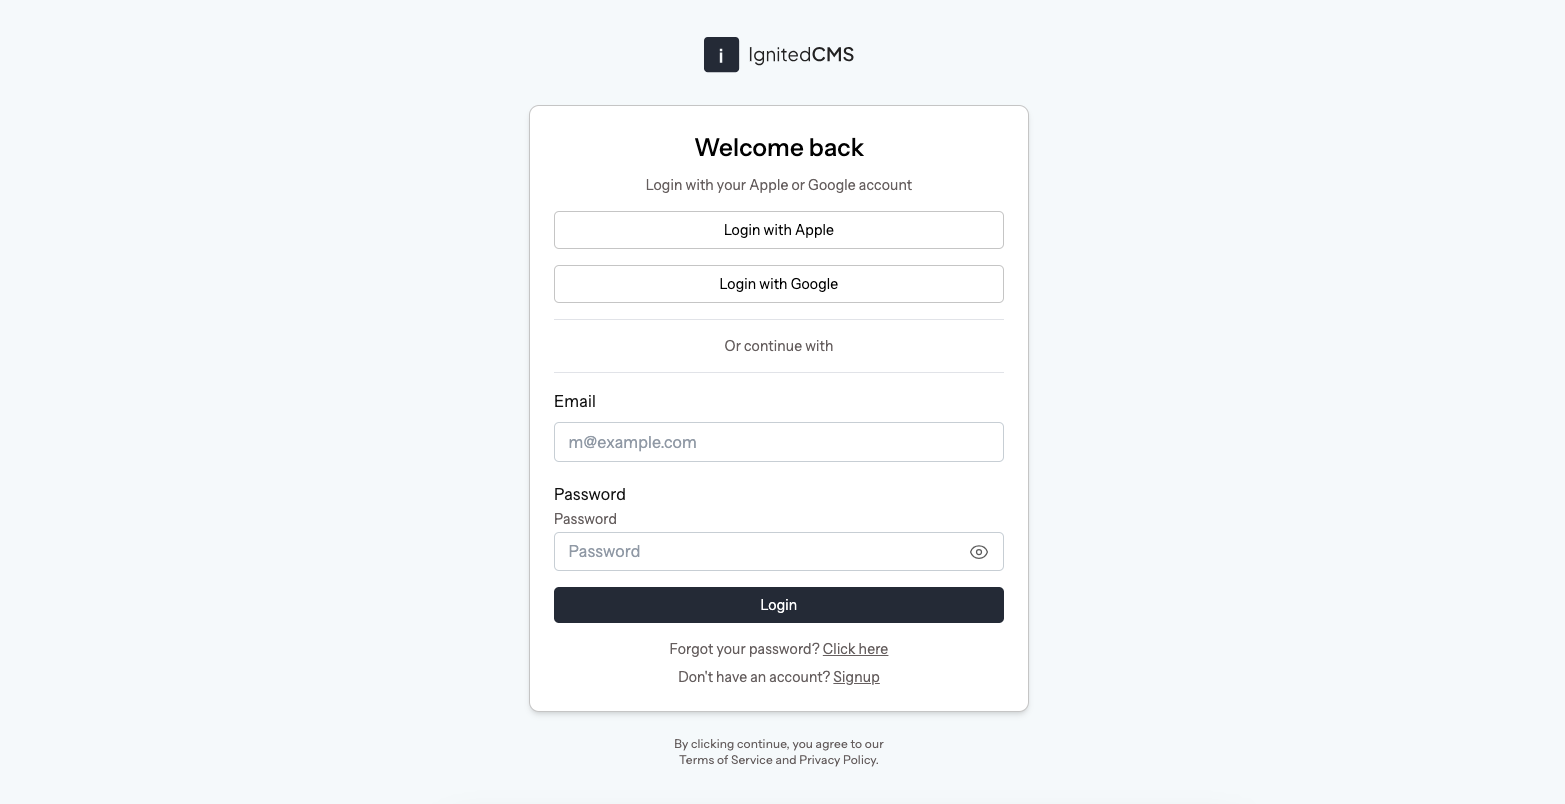 i IgnitedCMS
Welcome back
Login with your Apple or Google account
Login with Apple
Login with Google
Or continue with
Email
m@example.com
Password
Password
Password
Login
Forgot your password? Click here
Don't have an account? Signup
By clicking continue, you agree to our
Terms of Service and Privacy Policy.